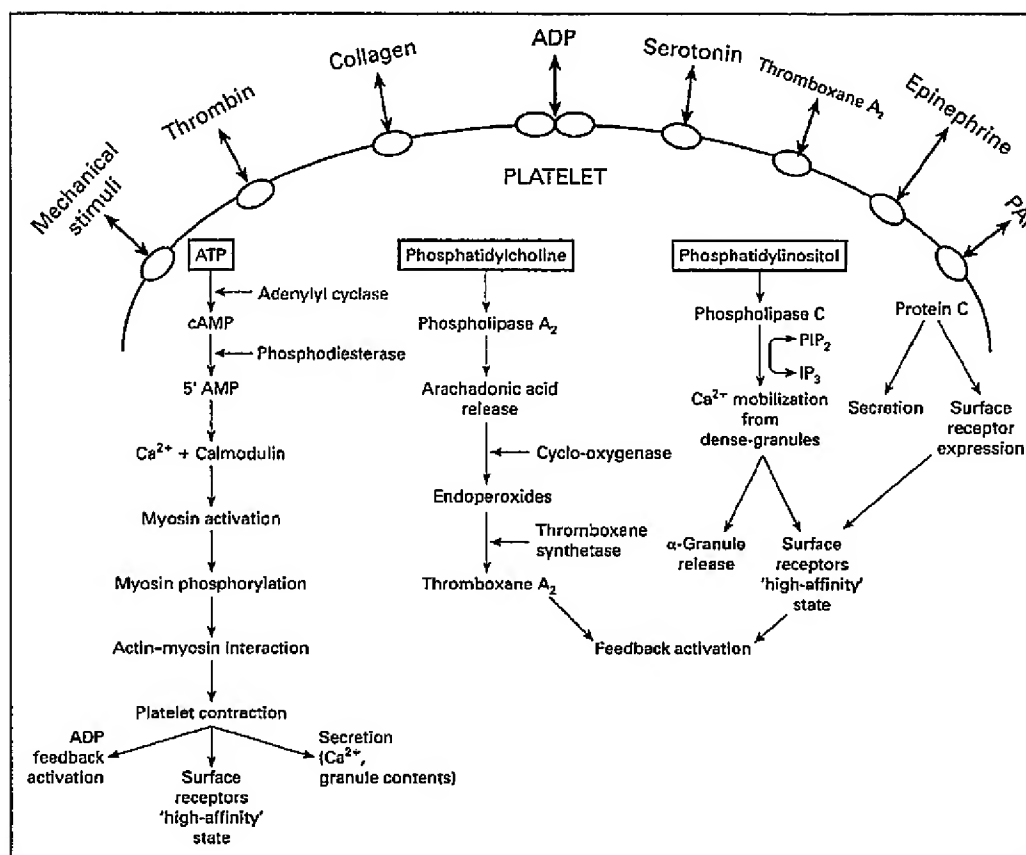 Mechanical
stimuli
Thrombin
Collagen
ADP
Serotonin
Thromboxane A₂
Epinephrine
PAF
PLATELET
ATP
Adenylyl cyclase
cAMP
Phosphodiesterase
5' AMP
Ca²⁺ + Calmodulin
Myosin activation
Myosin phosphorylation
Actin–myosin interaction
Platelet contraction
ADP
feedback
activation
Surface
receptors
'high-affinity'
state
Secretion
(Ca²⁺,
granule contents)
Phosphatidylcholine
Phospholipase A₂
Arachadonic acid
release
Cyclo-oxygenase
Endoperoxides
Thromboxane
synthetase
Thromboxane A₂
Phosphatidylinositol
Phospholipase C
PIP₂
IP₃
Ca²⁺ mobilization
from
dense-granules
α-Granule
release
Surface
receptors
'high-affinity'
state
Feedback activation
Protein C
Secretion
Surface
receptor
expression